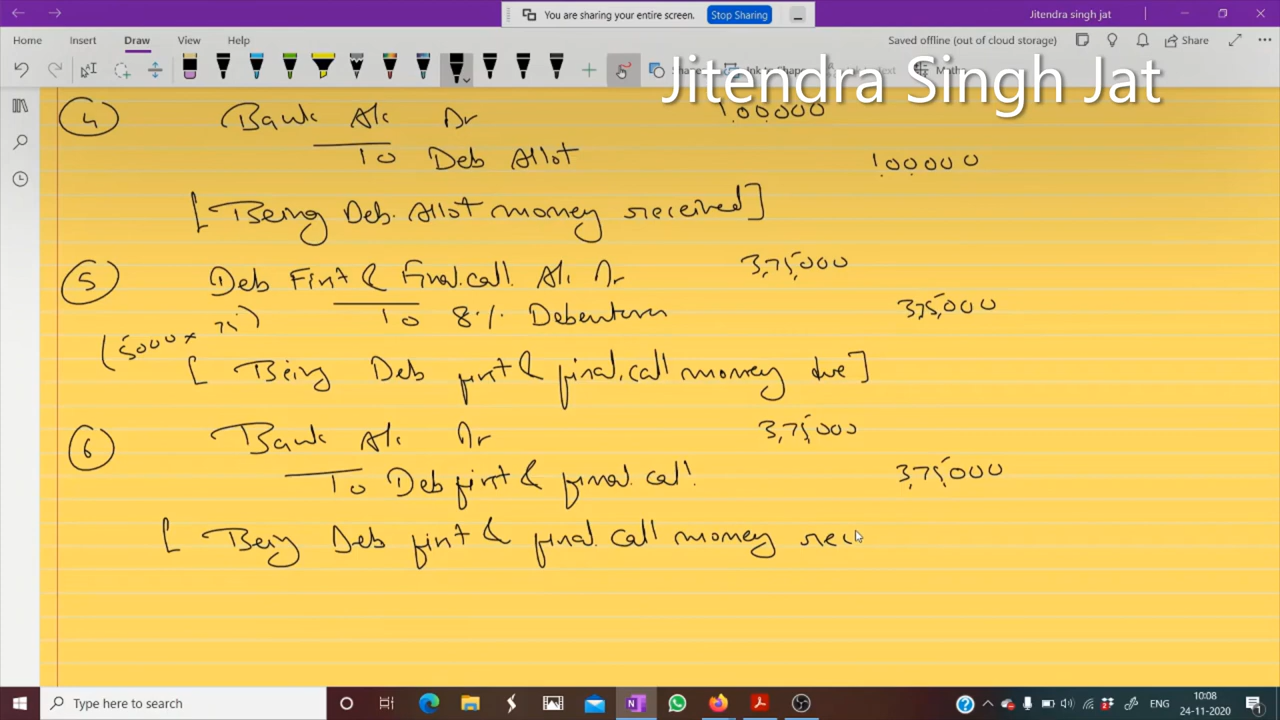 You are sharing your entire screen. Stop Sharing
Jitendra singh jat
Home Insert Draw View Help
Saved offline (out of cloud storage)
Share
Jitendra Singh Jat
④ Bank A/c Dr 1,00,000
To Deb Allot 1,00,000
[Being Deb. Allot money received]
⑤ Deb First & Final.call A/c Dr 3,75,000
To 8% Debentures 3,75,000
(5000 x 75)
[Being Deb first & final.call money due]
⑥ Bank A/c Dr 3,75,000
To Deb first & final. call 3,75,000
[Being Deb first & final. call money rec
Type here to search
ENG
10:08
24-11-2020